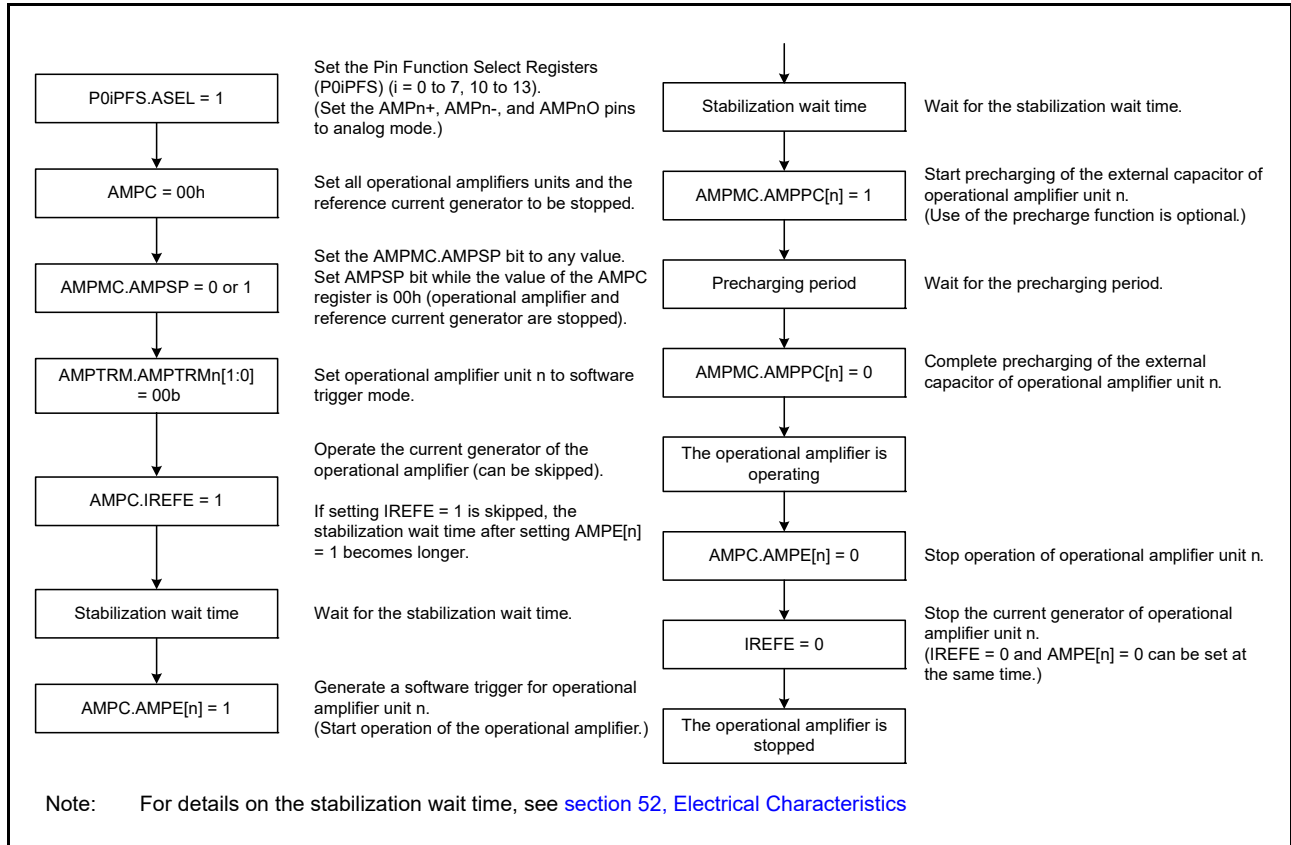 P0iPFS.ASEL = 1
Set the Pin Function Select Registers
(P0iPFS) (i = 0 to 7, 10 to 13).
(Set the AMPn+, AMPn-, and AMPnO pins
to analog mode.)
AMPC = 00h
Set all operational amplifiers units and the
reference current generator to be stopped.
AMPMC.AMPSP = 0 or 1
Set the AMPMC.AMPSP bit to any value.
Set AMPSP bit while the value of the AMPC
register is 00h (operational amplifier and
reference current generator are stopped).
AMPTRM.AMPTRMn[1:0]
= 00b
Set operational amplifier unit n to software
trigger mode.
AMPC.IREFE = 1
Operate the current generator of the
operational amplifier (can be skipped).
If setting IREFE = 1 is skipped, the
stabilization wait time after setting AMPE[n]
= 1 becomes longer.
Stabilization wait time
Wait for the stabilization wait time.
AMPC.AMPE[n] = 1
Generate a software trigger for operational
amplifier unit n.
(Start operation of the operational amplifier.)
Stabilization wait time
Wait for the stabilization wait time.
AMPMC.AMPPC[n] = 1
Start precharging of the external capacitor of
operational amplifier unit n.
(Use of the precharge function is optional.)
Precharging period
Wait for the precharging period.
AMPMC.AMPPC[n] = 0
Complete precharging of the external
capacitor of operational amplifier unit n.
The operational amplifier is
operating
AMPC.AMPE[n] = 0
Stop operation of operational amplifier unit n.
IREFE = 0
Stop the current generator of operational
amplifier unit n.
(IREFE = 0 and AMPE[n] = 0 can be set at
the same time.)
The operational amplifier is
stopped
Note: For details on the stabilization wait time, see section 52, Electrical Characteristics